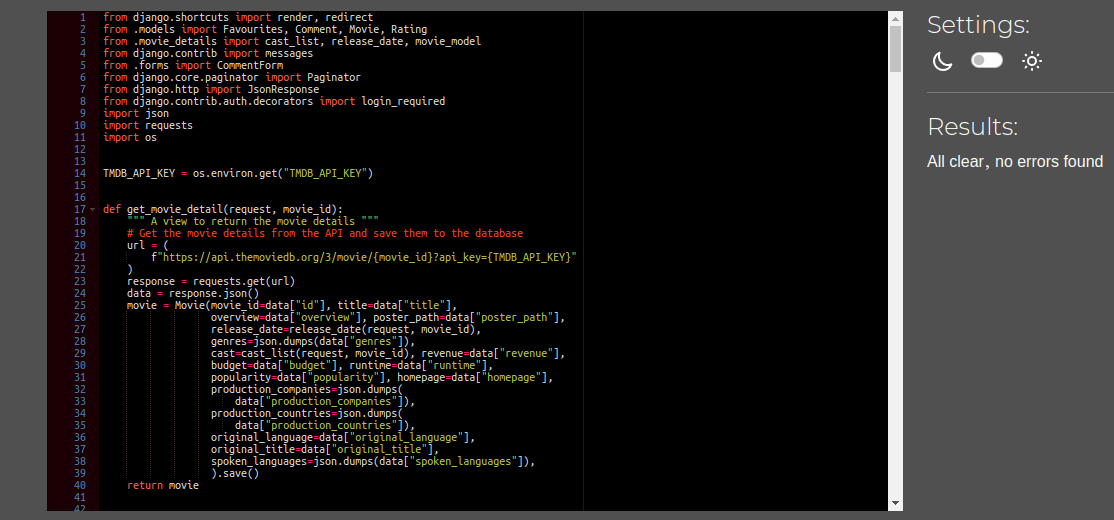 1 from django.shortcuts import render, redirect
2 from .models import Favourites, Comment, Movie, Rating
3 from .movie_details import cast_list, release_date, movie_model
4 from django.contrib import messages
5 from .forms import CommentForm
6 from django.core.paginator import Paginator
7 from django.http import JsonResponse
8 from django.contrib.auth.decorators import login_required
9 import json
10 import requests
11 import os
12
13
14 TMDB_API_KEY = os.environ.get("TMDB_API_KEY")
15
16
17 def get_movie_detail(request, movie_id):
18     """ A view to return the movie details """
19     # Get the movie details from the API and save them to the database
20     url = (
21         f"https://api.themoviedb.org/3/movie/{movie_id}?api_key={TMDB_API_KEY}"
22     )
23     response = requests.get(url)
24     data = response.json()
25     movie = Movie(movie_id=data["id"], title=data["title"],
26                   overview=data["overview"], poster_path=data["poster_path"],
27                   release_date=release_date(request, movie_id),
28                   genres=json.dumps(data["genres"]),
29                   cast=cast_list(request, movie_id), revenue=data["revenue"],
30                   budget=data["budget"], runtime=data["runtime"],
31                   popularity=data["popularity"], homepage=data["homepage"],
32                   production_companies=json.dumps(
33                       data["production_companies"]),
34                   production_countries=json.dumps(
35                       data["production_countries"]),
36                   original_language=data["original_language"],
37                   original_title=data["original_title"],
38                   spoken_languages=json.dumps(data["spoken_languages"]),
39                   ).save()
40     return movie
41
42
Settings:
Results:
All clear, no errors found